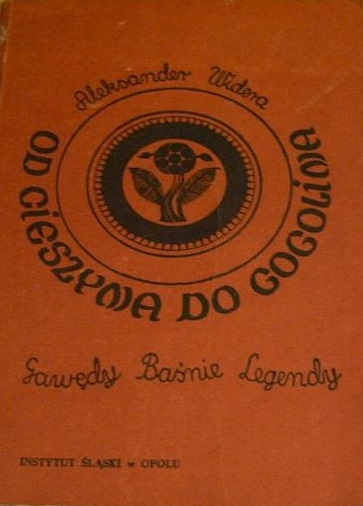 Aleksander Widera
OD CIESZYNA DO GOGOLINA
Gawędy Baśnie Legendy
INSTYTUT ŚLĄSKI w OPOLU